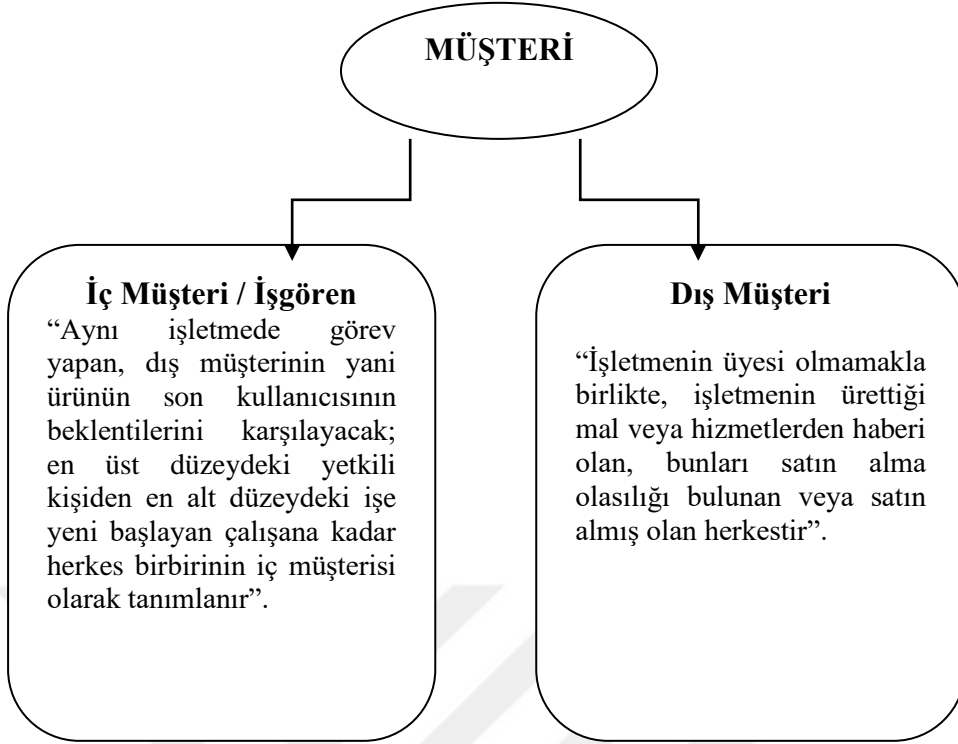 MÜŞTERİ
İç Müşteri / İşgören
“Aynı işletmede görev
yapan, dış müşterinin yani
ürünün son kullanıcısının
beklentilerini karşılayacak;
en üst düzeydeki yetkili
kişiden en alt düzeydeki işe
yeni başlayan çalışana kadar
herkes birbirinin iç müşterisi
olarak tanımlanır”.
Dış Müşteri
“İşletmenin üyesi olmamakla
birlikte, işletmenin ürettiği
mal veya hizmetlerden haberi
olan, bunları satın alma
olasılığı bulunan veya satın
almış olan herkestir”.